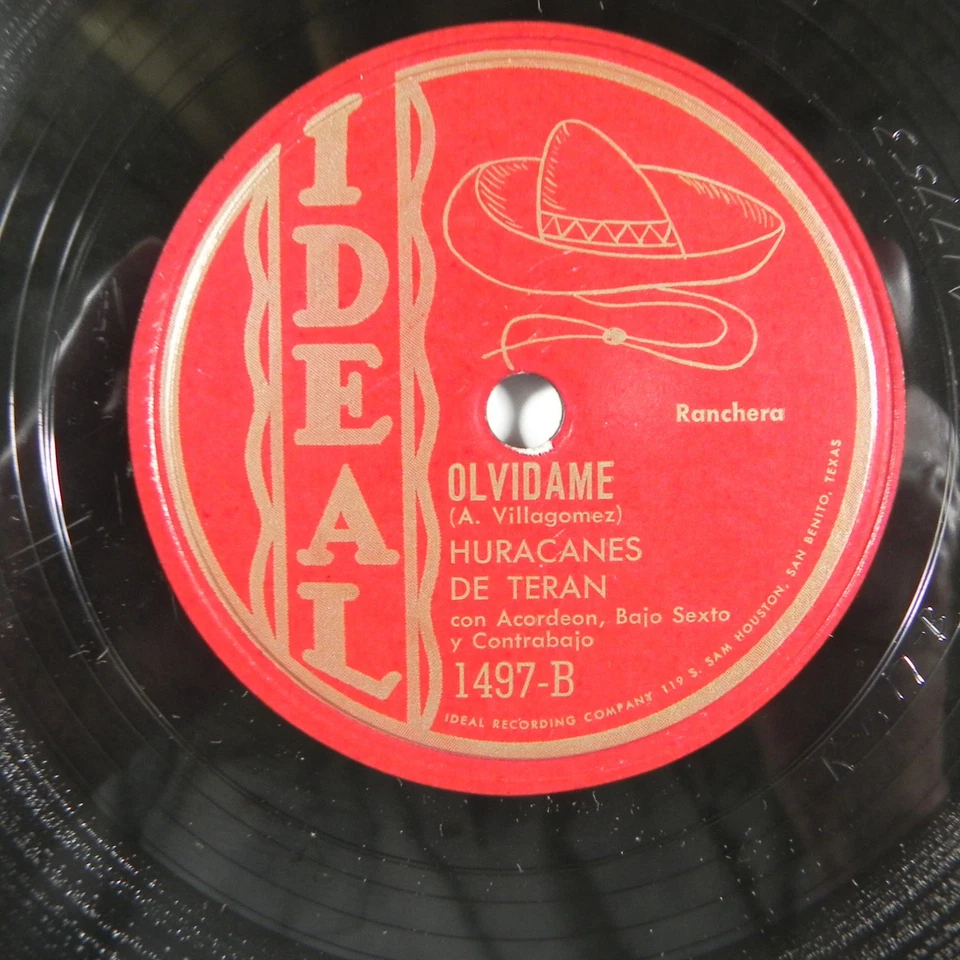 IDEAL
Ranchera
OLVIDAME
(A. Villagomez)
HURACANES
DE TERAN
con Acordeon, Bajo Sexto
y Contrabajo
1497-B
IDEAL RECORDING COMPANY 119 S. SAM HOUSTON, SAN BENITO, TEXAS